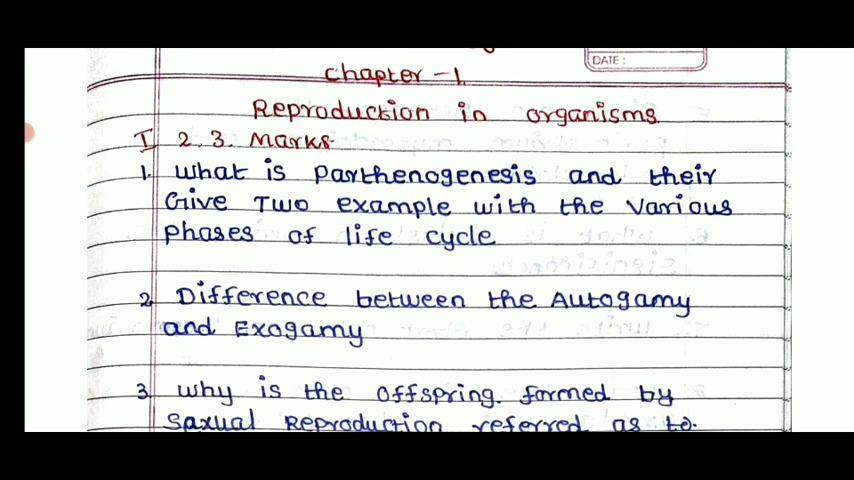 DATE :
Chapter - 1.
Reproduction in organisms
I 2.3. Marks.
1. What is Parthenogenesis and their
Give Two example with the Various
Phases of life cycle
2. Difference between the Autogamy
and Exogamy
3. Why is the offspring. formed by
Saxual Reproduction referred as to.